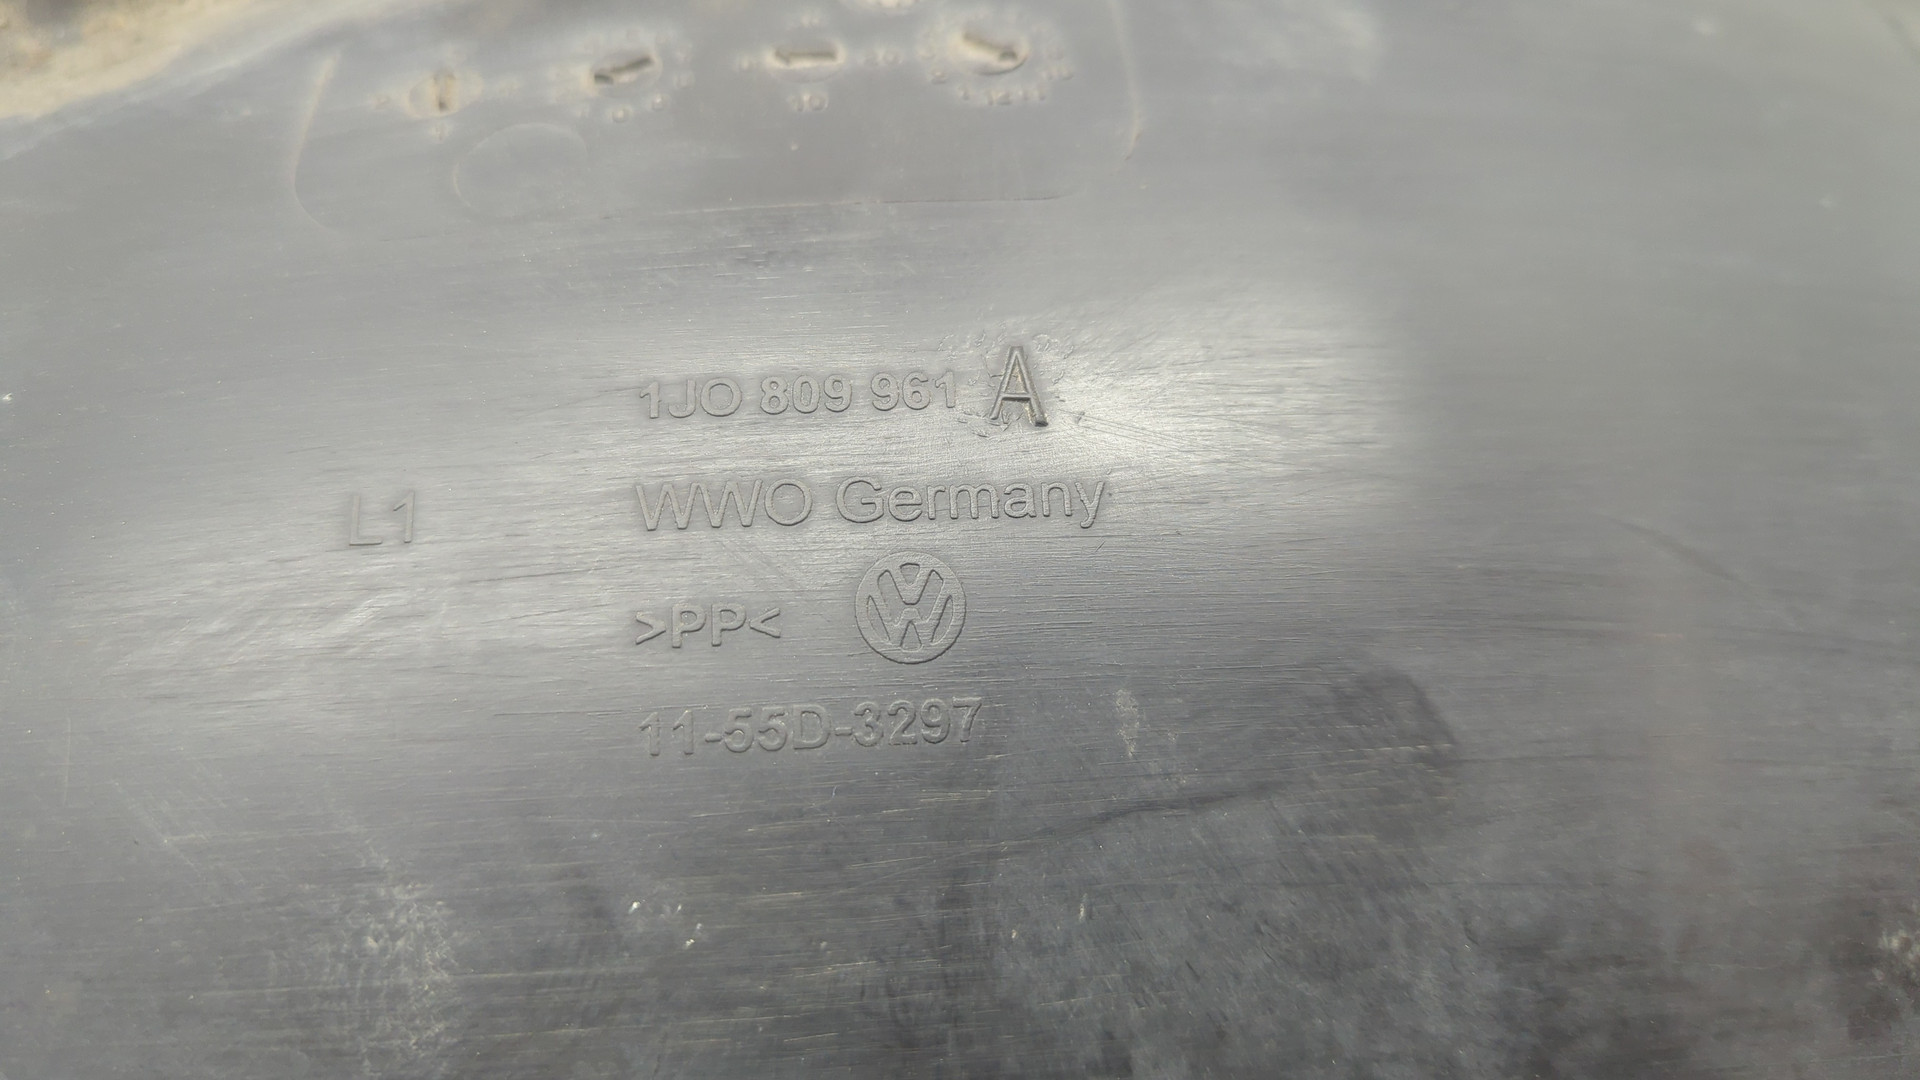 1JO 809 961 A
WWO Germany
L1
>PP<
11-55D-3297